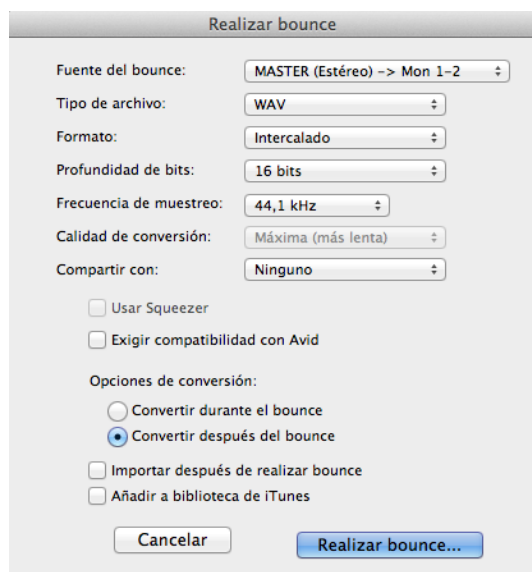 Realizar bounce
Fuente del bounce: MASTER (Estéreo) -> Mon 1-2
Tipo de archivo: WAV
Formato: Intercalado
Profundidad de bits: 16 bits
Frecuencia de muestreo: 44,1 kHz
Calidad de conversión: Máxima (más lenta)
Compartir con: Ninguno
Usar Squeezer
Exigir compatibilidad con Avid
Opciones de conversión:
Convertir durante el bounce
Convertir después del bounce
Importar después de realizar bounce
Añadir a biblioteca de iTunes
Cancelar Realizar bounce...